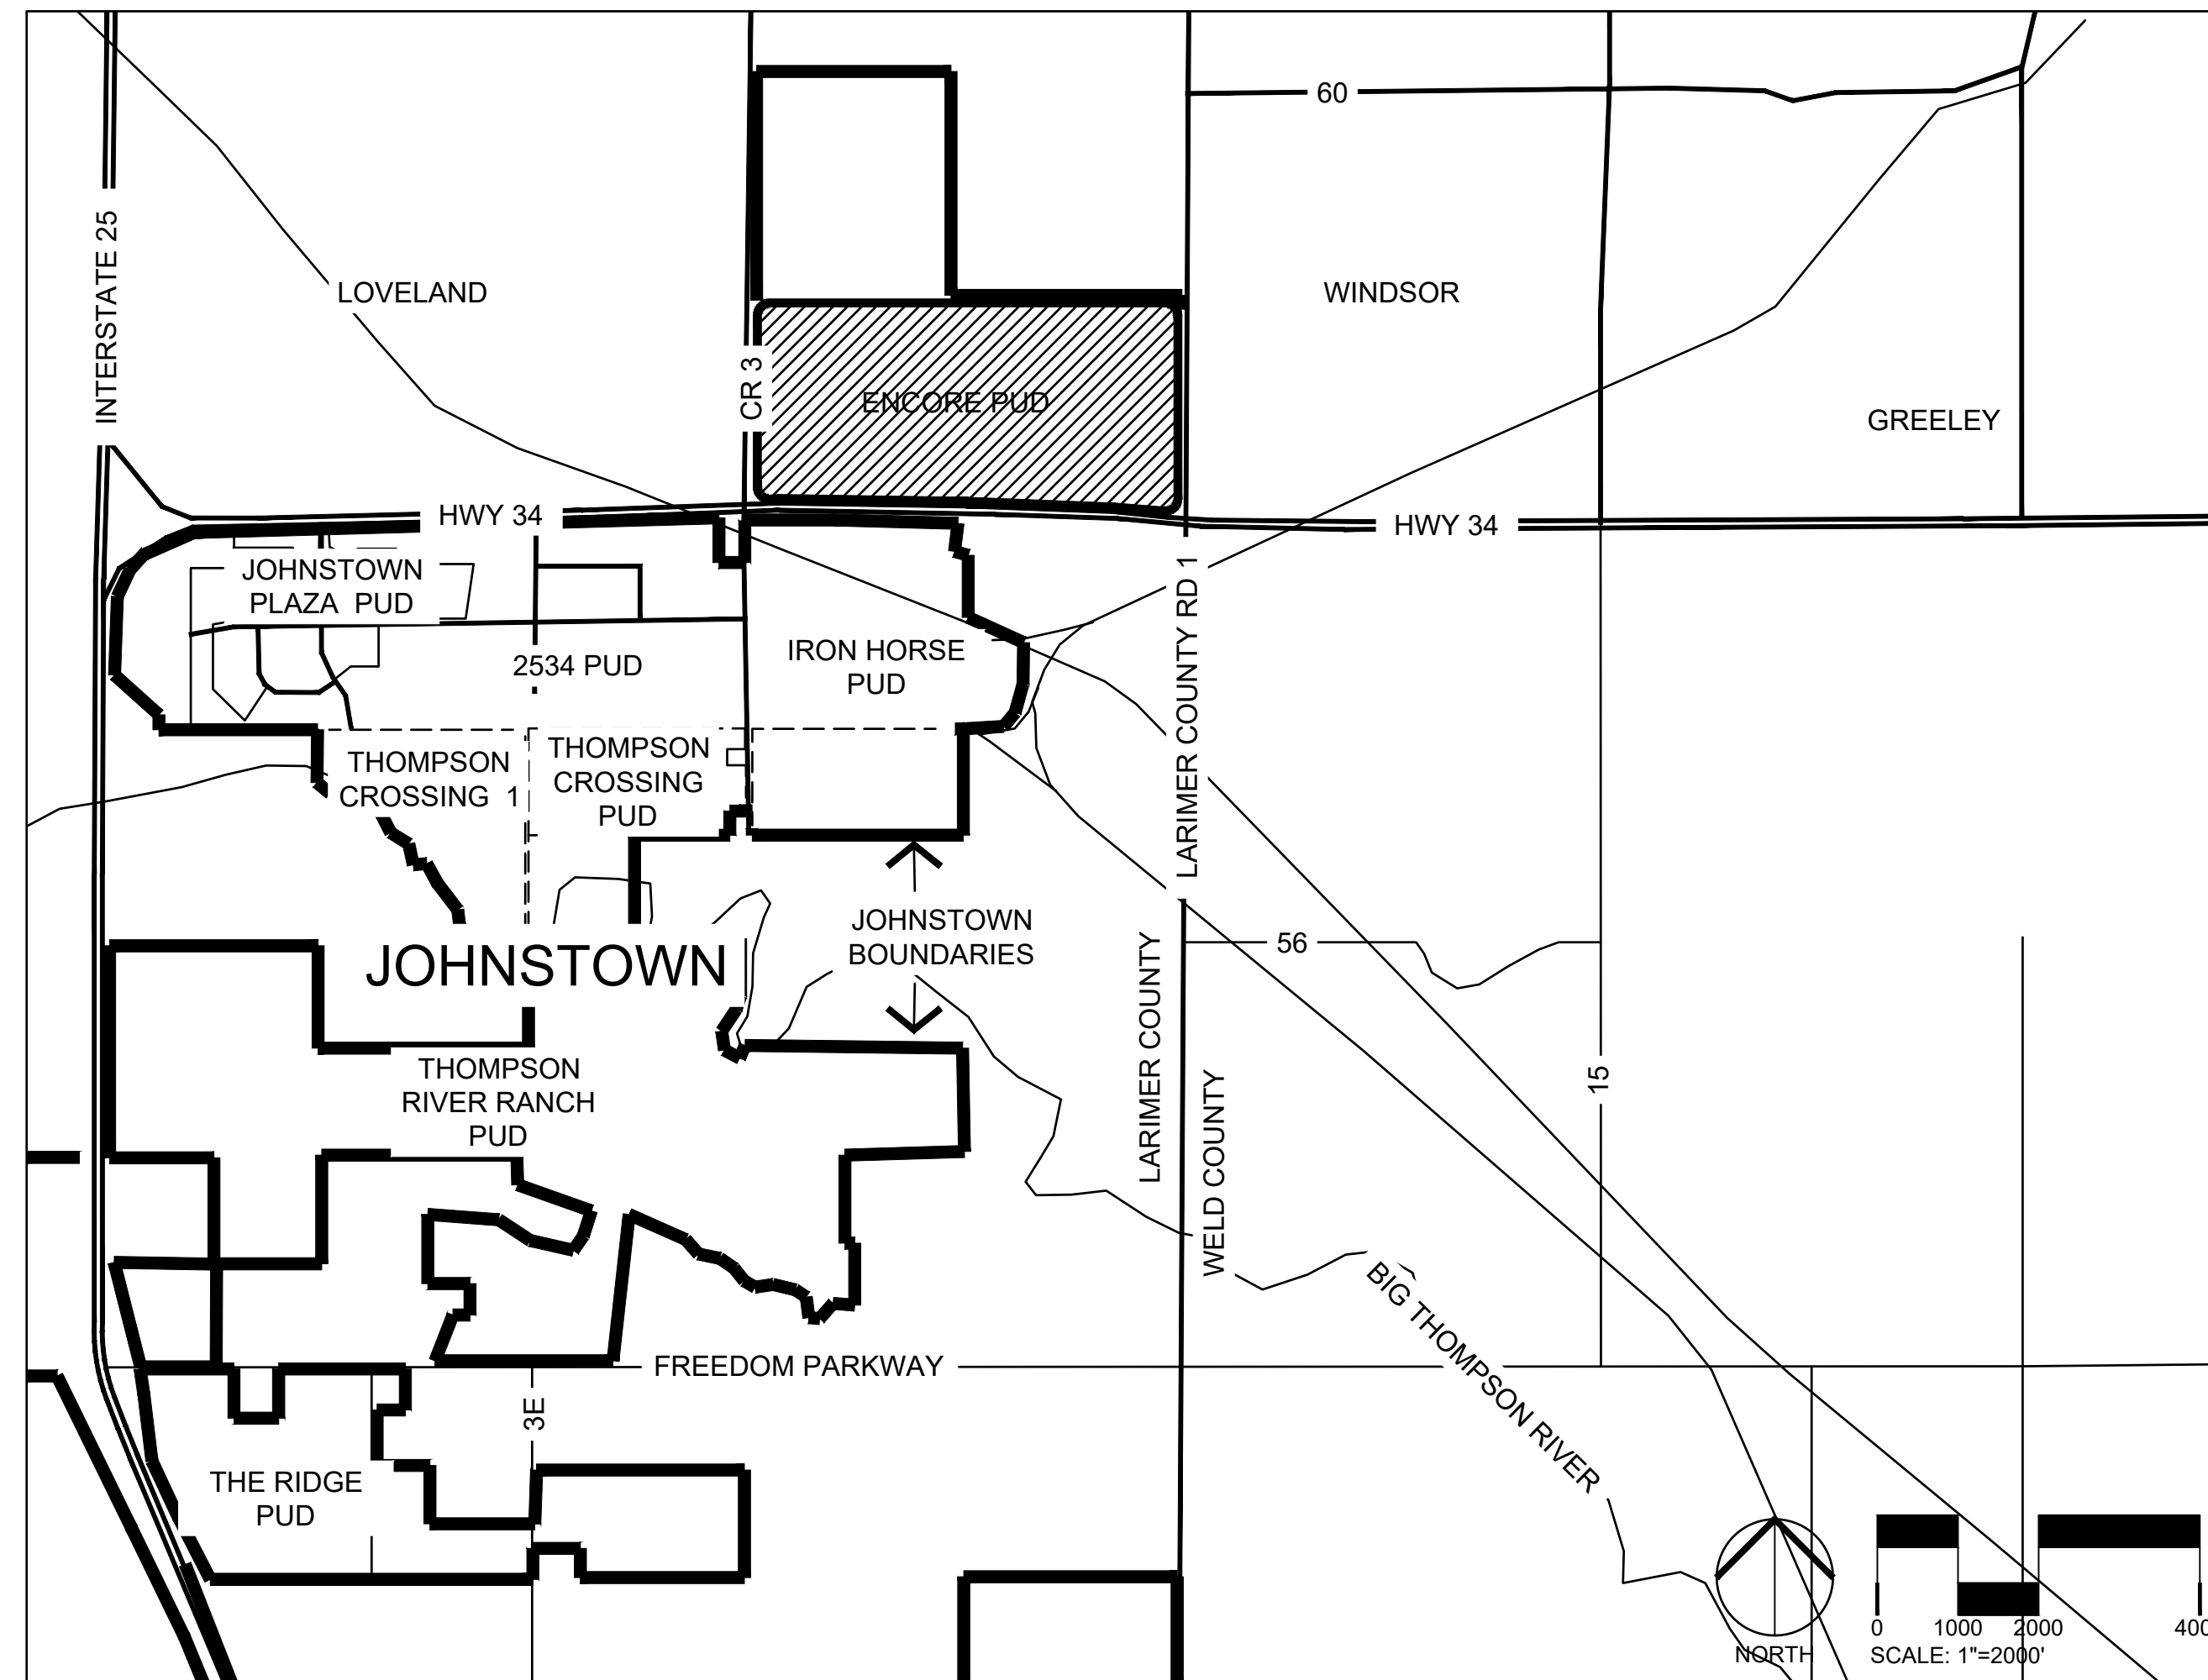 60
INTERSTATE 25
LOVELAND
WINDSOR
CR 3
ENCORE PUD
GREELEY
HWY 34
HWY 34
JOHNSTOWN
PLAZA PUD
2534 PUD
IRON HORSE
PUD
LARIMER COUNTY RD 1
THOMPSON
CROSSING 1
THOMPSON
CROSSING
PUD
JOHNSTOWN
BOUNDARIES
JOHNSTOWN
56
LARIMER COUNTY
WELD COUNTY
15
THOMPSON
RIVER RANCH
PUD
BIG THOMPSON RIVER
FREEDOM PARKWAY
3E
THE RIDGE
PUD
NORTH
0 1000 2000 400
SCALE: 1"=2000'